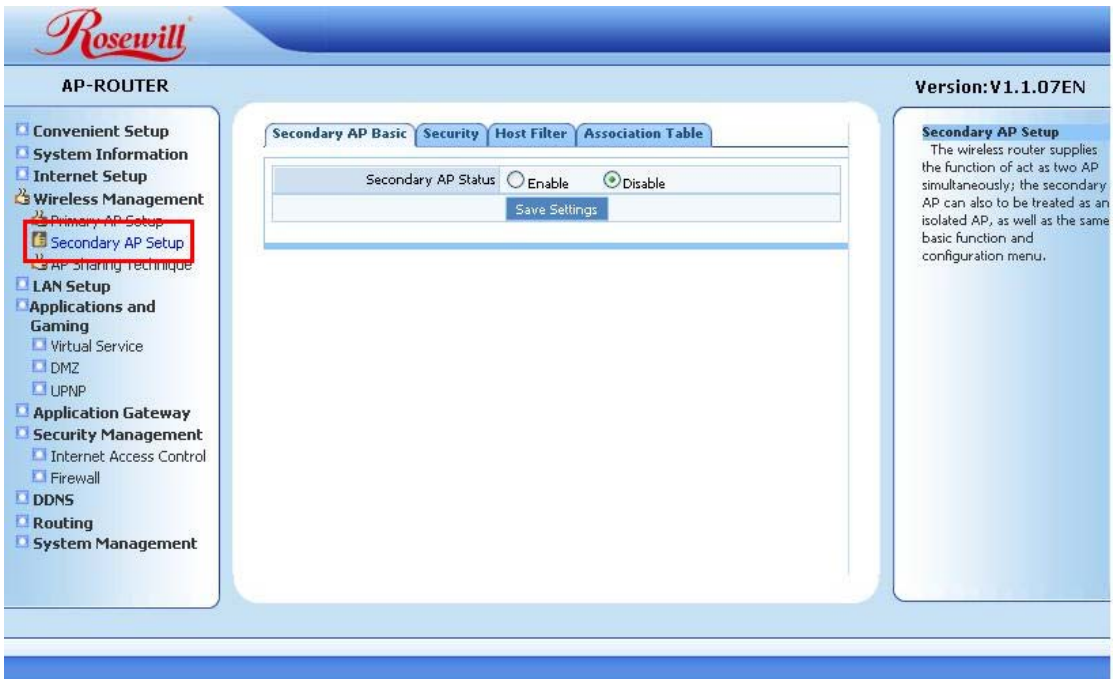 Rosewill
AP-ROUTER
Version:V1.1.07EN
Convenient Setup
System Information
Internet Setup
Wireless Management
Primary AP Setup
Secondary AP Setup
AP Sharing Technique
LAN Setup
Applications and
Gaming
Virtual Service
DMZ
UPNP
Application Gateway
Security Management
Internet Access Control
Firewall
DDNS
Routing
System Management
Secondary AP Basic Security Host Filter Association Table
Secondary AP Status Enable Disable
Save Settings
Secondary AP Setup
The wireless router supplies
the function of act as two AP
simultaneously; the secondary
AP can also to be treated as an
isolated AP, as well as the same
basic function and
configuration menu.